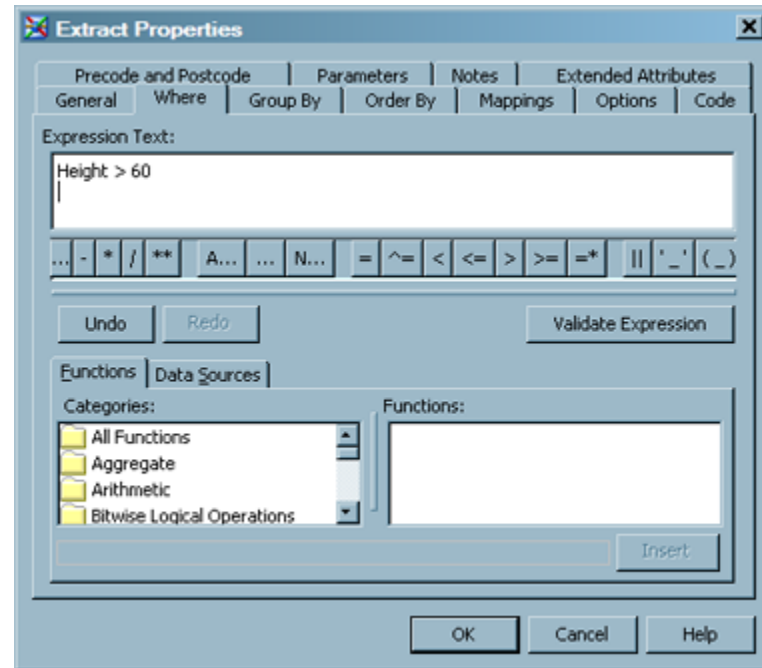 Extract Properties
Precode and Postcode Parameters Notes Extended Attributes
General Where Group By Order By Mappings Options Code
Expression Text:
Height > 60
... - * / ** A... ... N... = ^= < <= > >= =* || '_' (_)
Undo Redo Validate Expression
Functions Data Sources
Categories: Functions:
All Functions
Aggregate
Arithmetic
Bitwise Logical Operations
Insert
OK Cancel Help